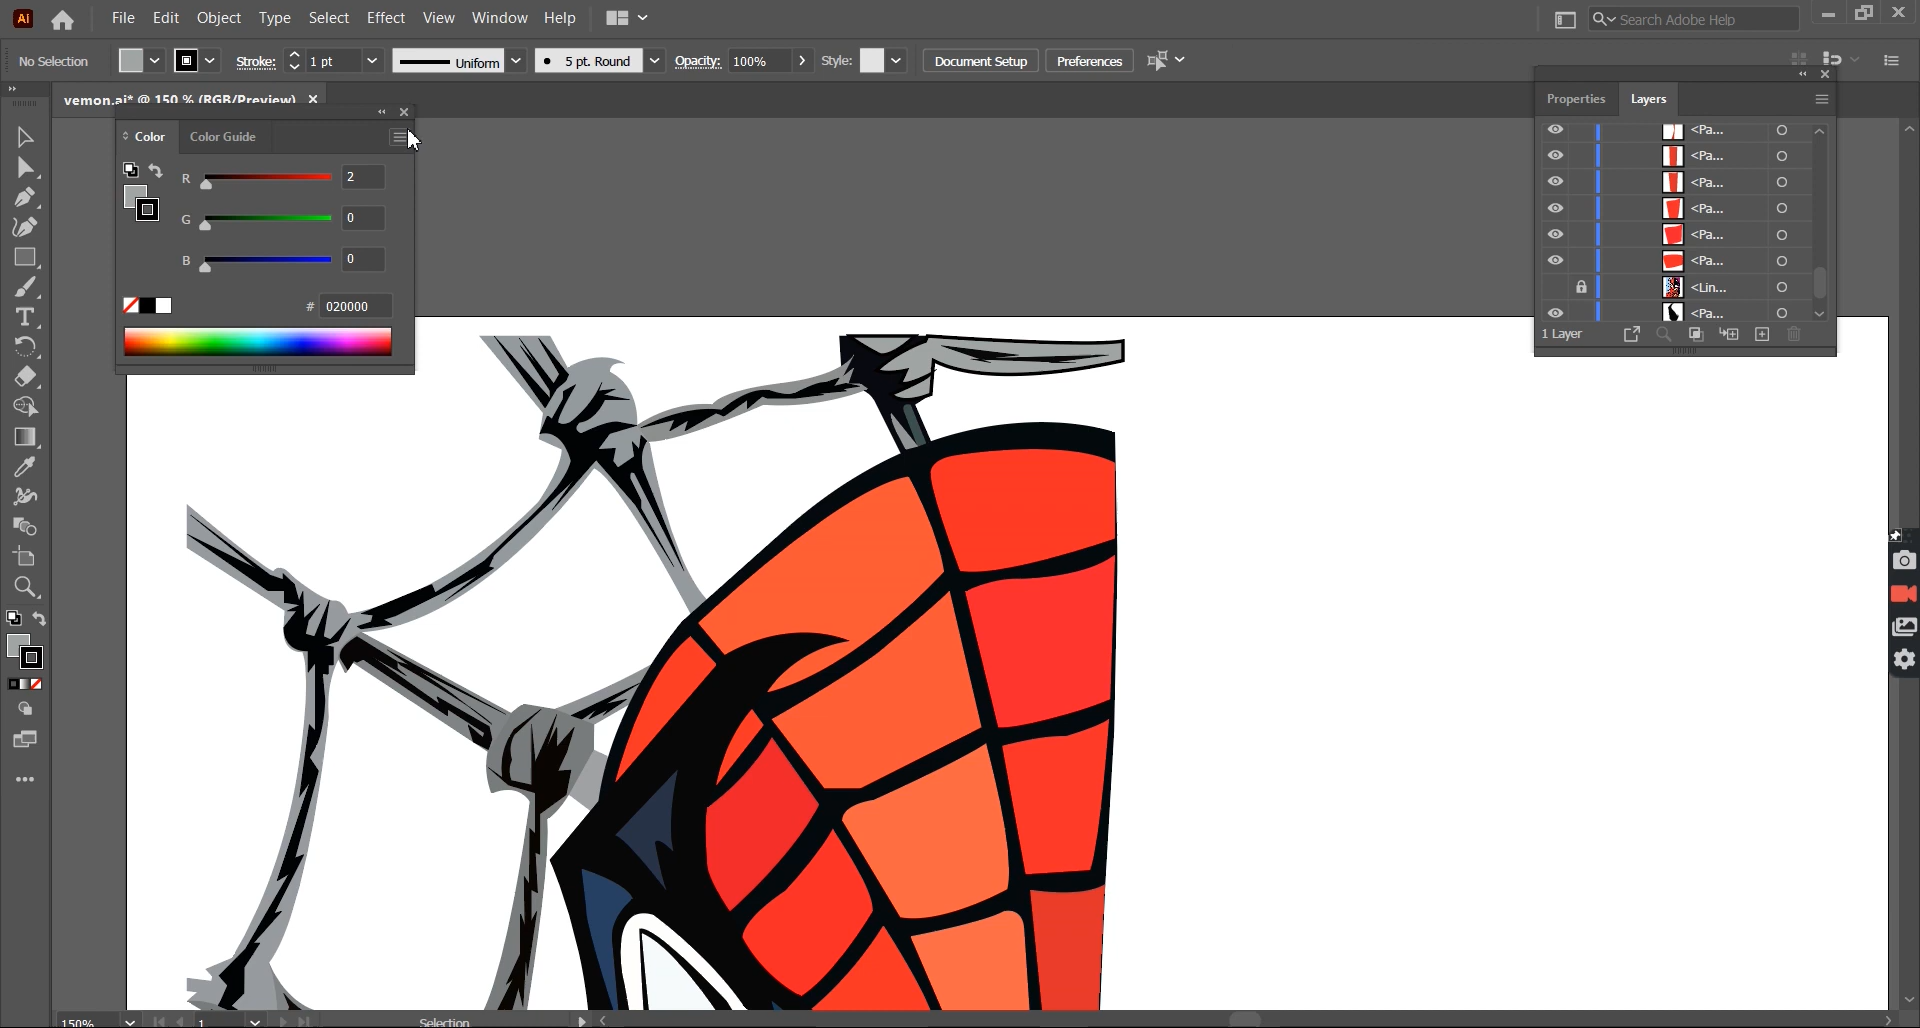 Ai File Edit Object Type Select Effect View Window Help Search Adobe Help
No Selection Stroke: 1 pt Uniform 5 pt. Round Opacity: 100% Style: Document Setup Preferences
vemon.ai* @ 150 % (RGB/Preview)
Properties Layers
Color Color Guide
<Pa...
<Pa...
R 2
<Pa...
<Pa...
G 0
<Pa...
B 0
<Pa...
<Lin...
# 020000
<Pa...
1 Layer
150% 1 Selection